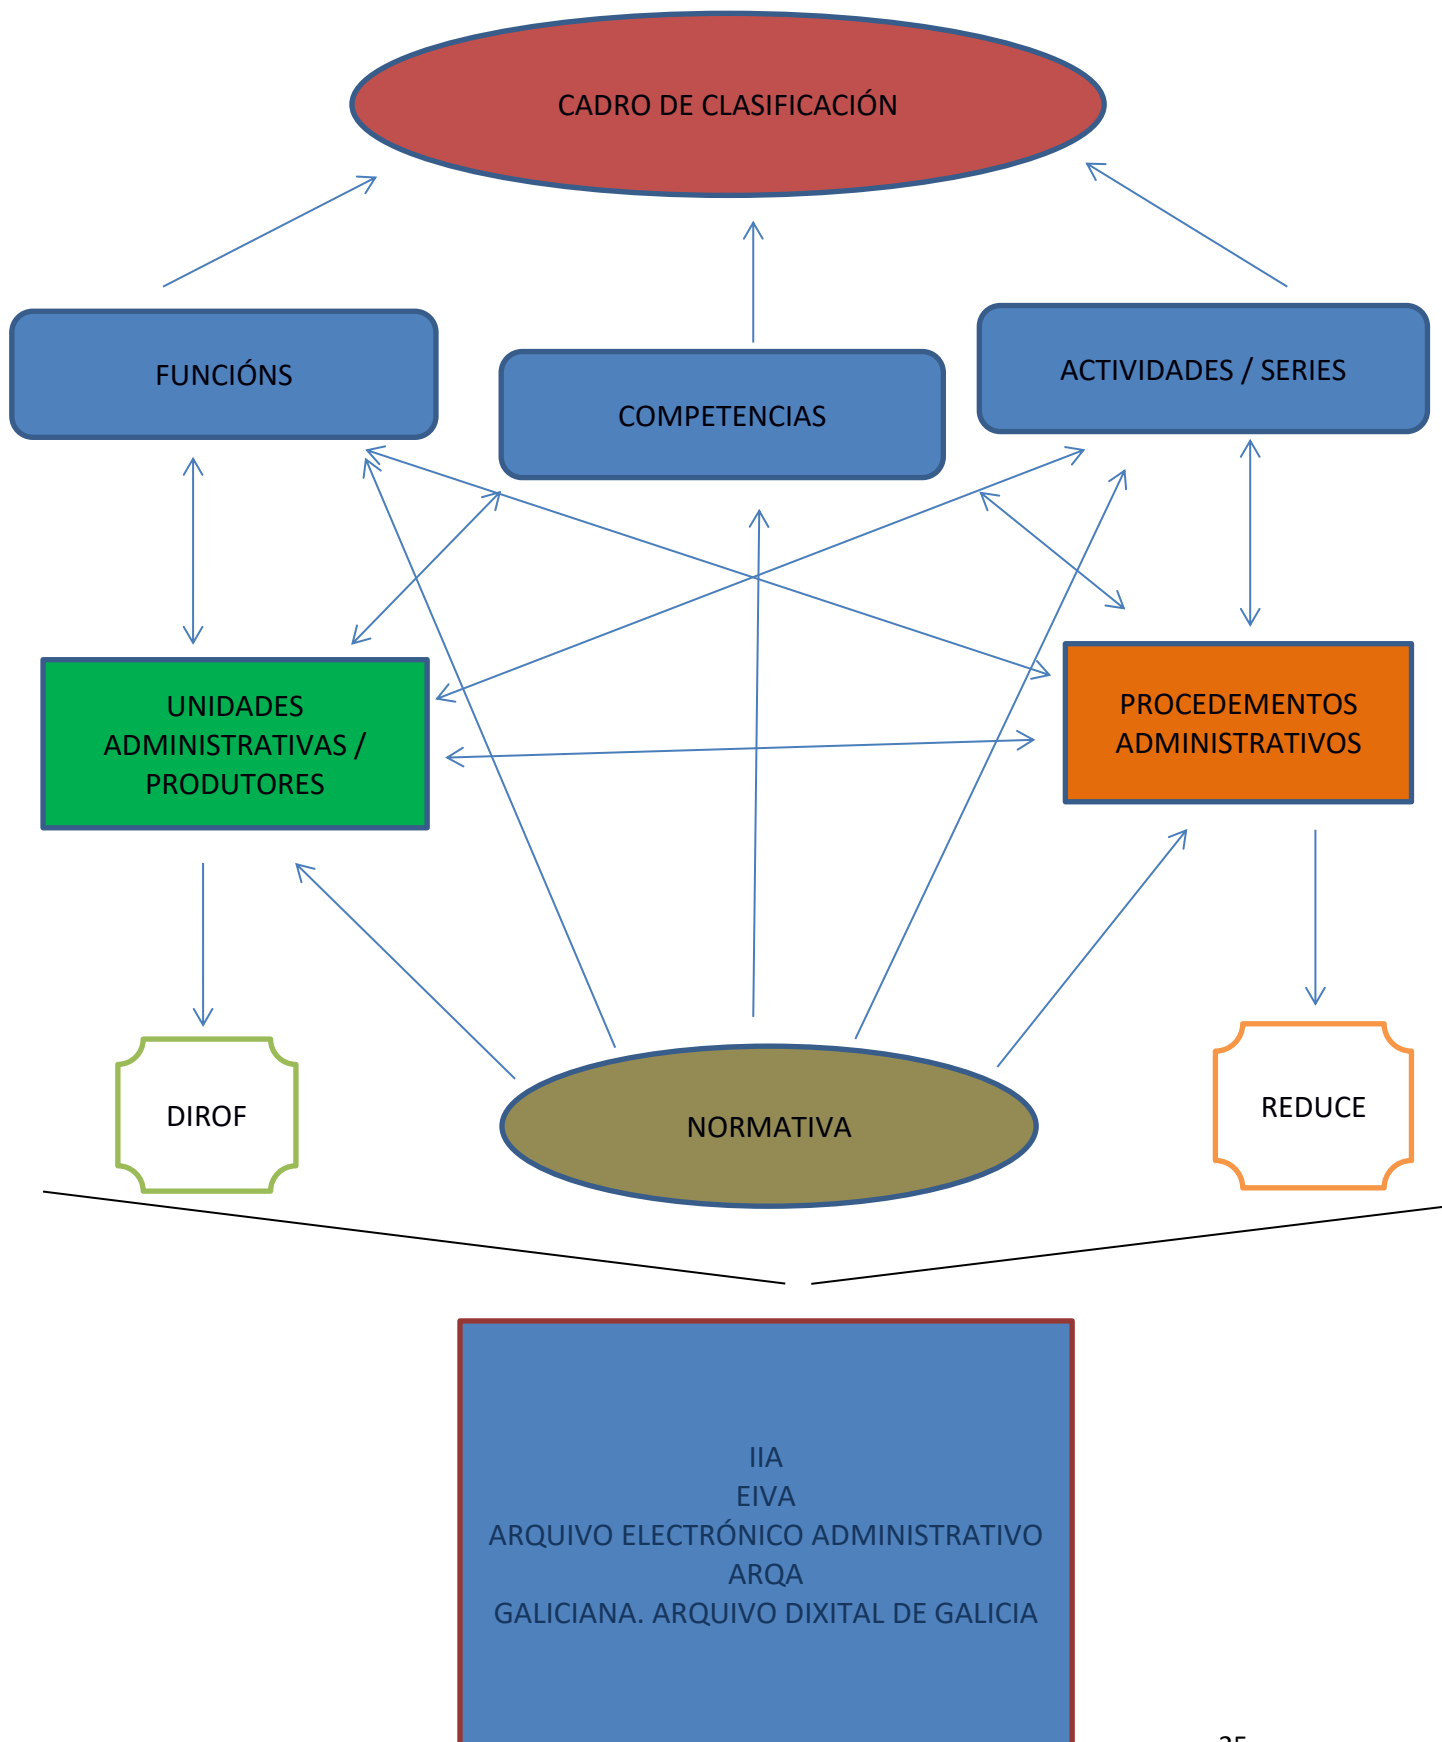 CADRO DE CLASIFICACIÓN
FUNCIÓNS
COMPETENCIAS
ACTIVIDADES / SERIES
UNIDADES
ADMINISTRATIVAS /
PRODUTORES
PROCEDEMENTOS
ADMINISTRATIVOS
DIROF
NORMATIVA
REDUCE
IIA
EIVA
ARQUIVO ELECTRÓNICO ADMINISTRATIVO
ARQA
GALICIANA. ARQUIVO DIXITAL DE GALICIA